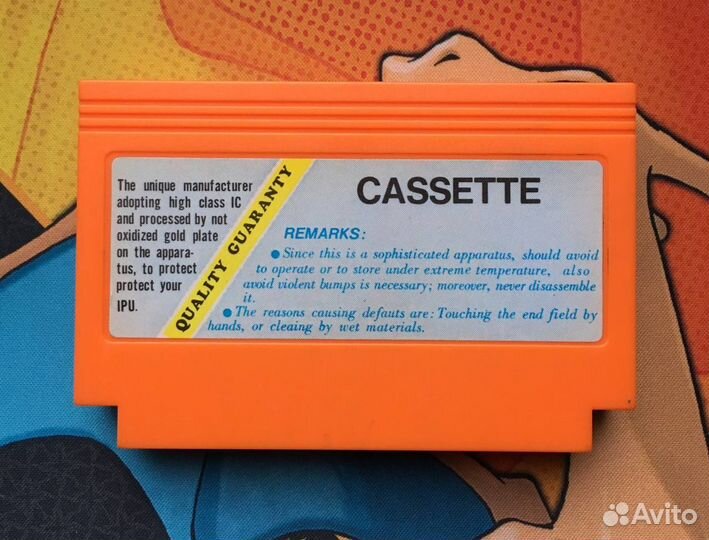 The unique manufacturer
adopting high class IC
and processed by not
oxidized gold plate
on the appara-
tus, to protect
protect your
IPU.
QUALITY GUARANTY
CASSETTE
REMARKS:
● Since this is a sophisticated apparatus, should avoid
to operate or to store under extreme temperature, also
avoid violent bumps is necessary; moreover, never disassemble
it.
● The reasons causing defauts are: Touching the end field by
hands, or cleaing by wet materials.
Avito